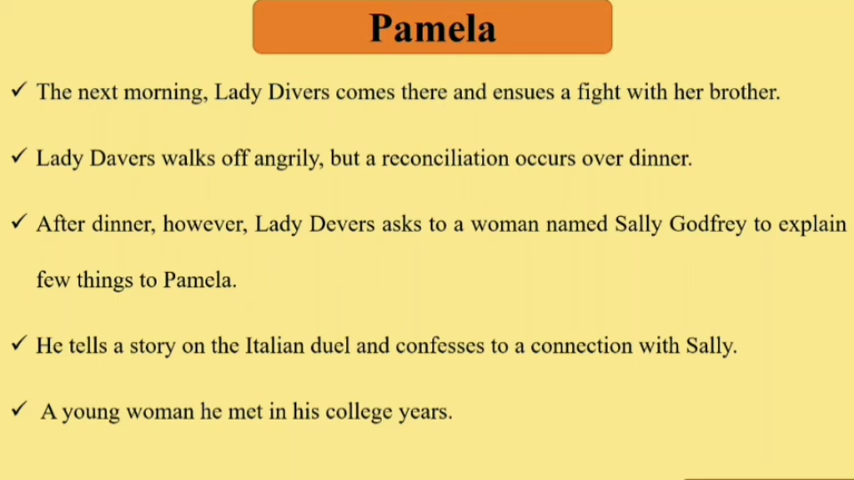 Pamela
✓ The next morning, Lady Divers comes there and ensues a fight with her brother.
✓ Lady Davers walks off angrily, but a reconciliation occurs over dinner.
✓ After dinner, however, Lady Devers asks to a woman named Sally Godfrey to explain
few things to Pamela.
✓ He tells a story on the Italian duel and confesses to a connection with Sally.
✓ A young woman he met in his college years.